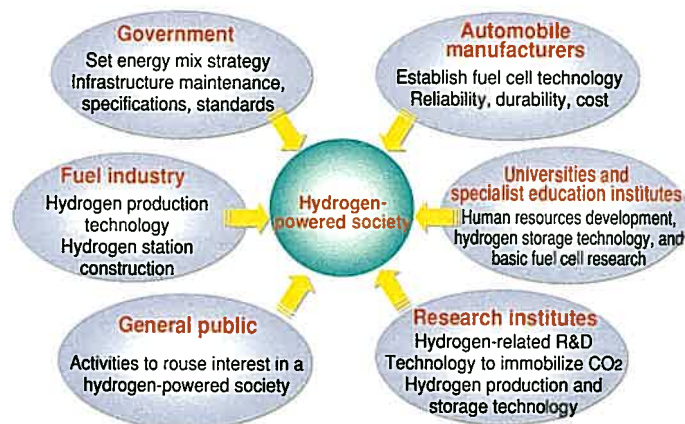 Government
Set energy mix strategy
Infrastructure maintenance,
specifications, standards
Automobile
manufacturers
Establish fuel cell technology
Reliability, durability, cost
Fuel industry
Hydrogen production
technology
Hydrogen station
construction
Hydrogen-
powered society
Universities and
specialist education institutes
Human resources development,
hydrogen storage technology, and
basic fuel cell research
General public
Activities to rouse interest in a
hydrogen-powered society
Research institutes
Hydrogen-related R&D
Technology to immobilize CO2
Hydrogen production and
storage technology